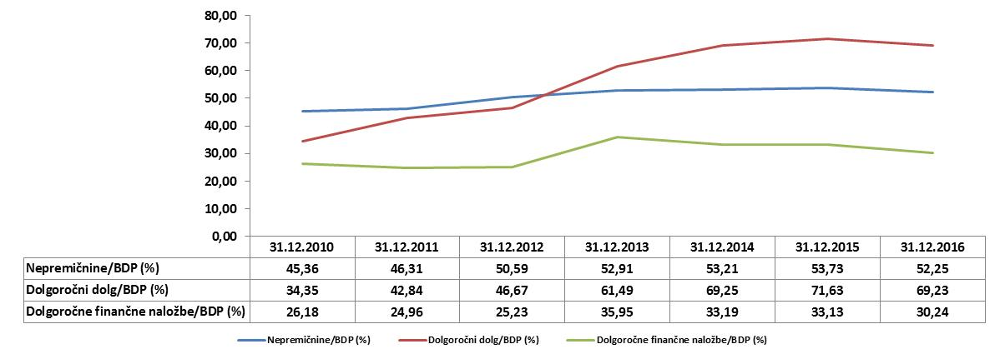 80,00
70,00
60,00
50,00
40,00
30,00
20,00
10,00
0,00
31.12.2010 31.12.2011 31.12.2012 31.12.2013 31.12.2014 31.12.2015 31.12.2016
Nepremičnine/BDP (%) 45,36 46,31 50,59 52,91 53,21 53,73 52,25
Dolgoročni dolg/BDP (%) 34,35 42,84 46,67 61,49 69,25 71,63 69,23
Dolgoročne finančne naložbe/BDP (%) 26,18 24,96 25,23 35,95 33,19 33,13 30,24
Nepremičnine/BDP (%) Dolgoročni dolg/BDP (%) Dolgoročne finančne naložbe/BDP (%)